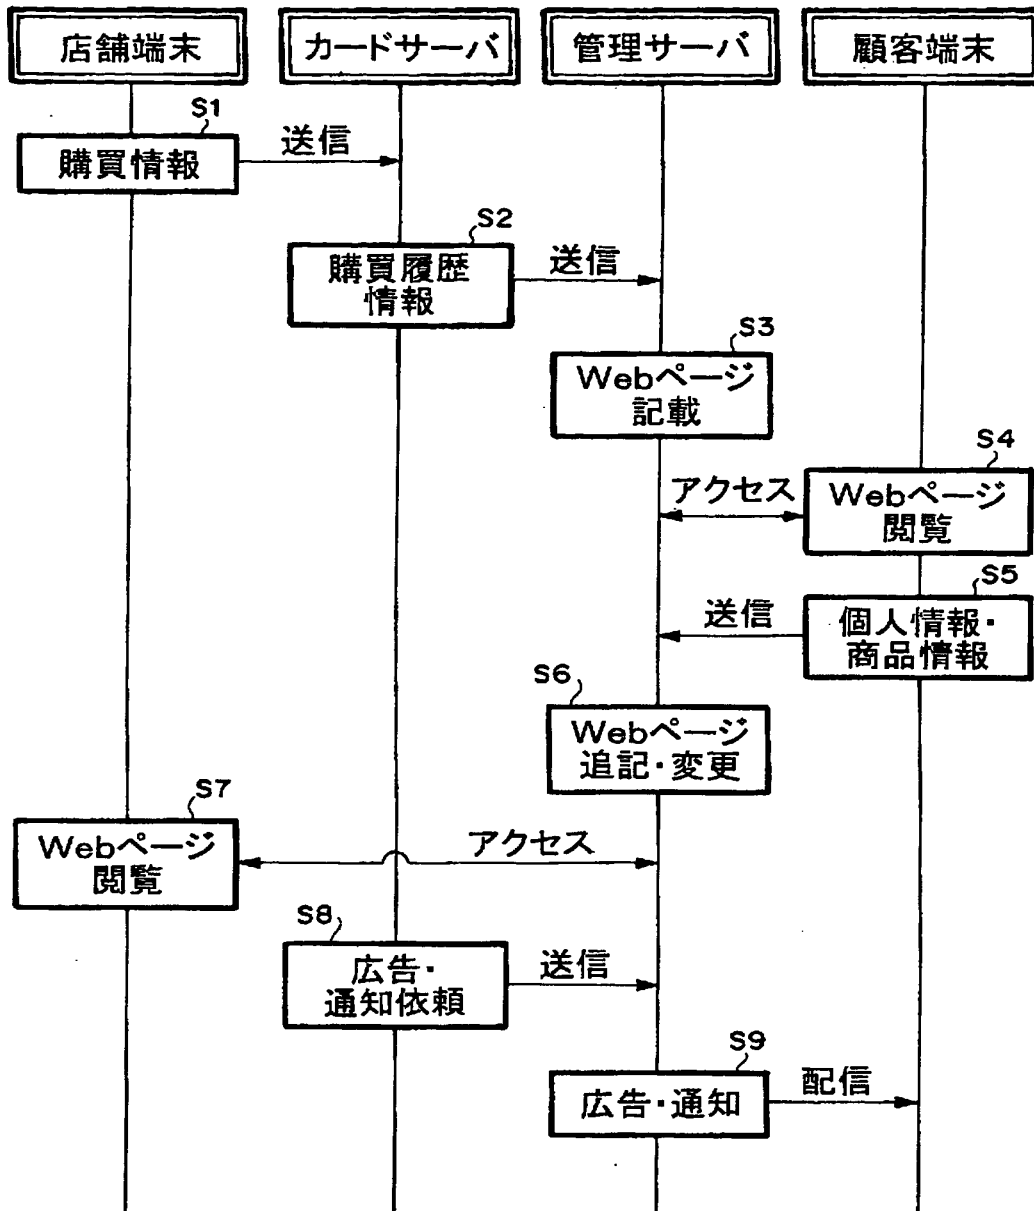 店舗端末
カードサーバ
管理サーバ
顧客端末
S1
購買情報
送信
S2
購買履歴
情報
送信
S3
Webページ
記載
S4
アクセス
Webページ
閲覧
S5
送信
個人情報・
商品情報
S6
Webページ
追記・変更
S7
Webページ
閲覧
アクセス
S8
広告・
通知依頼
送信
S9
広告・通知
配信